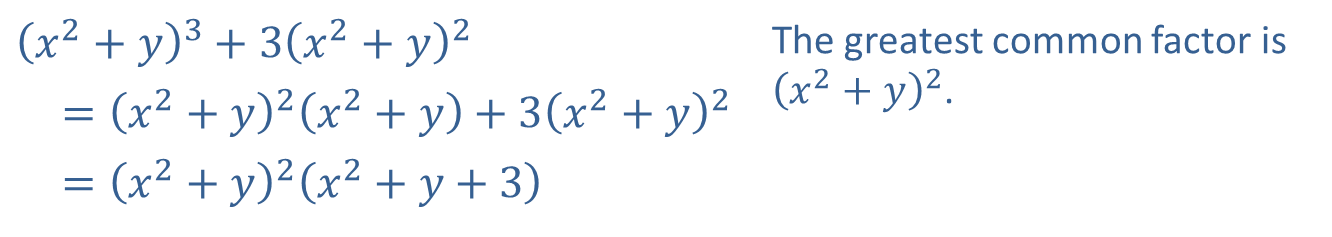 (x² + y)³ + 3(x² + y)²
= (x² + y)²(x² + y) + 3(x² + y)²
= (x² + y)²(x² + y + 3)
The greatest common factor is
(x² + y)².